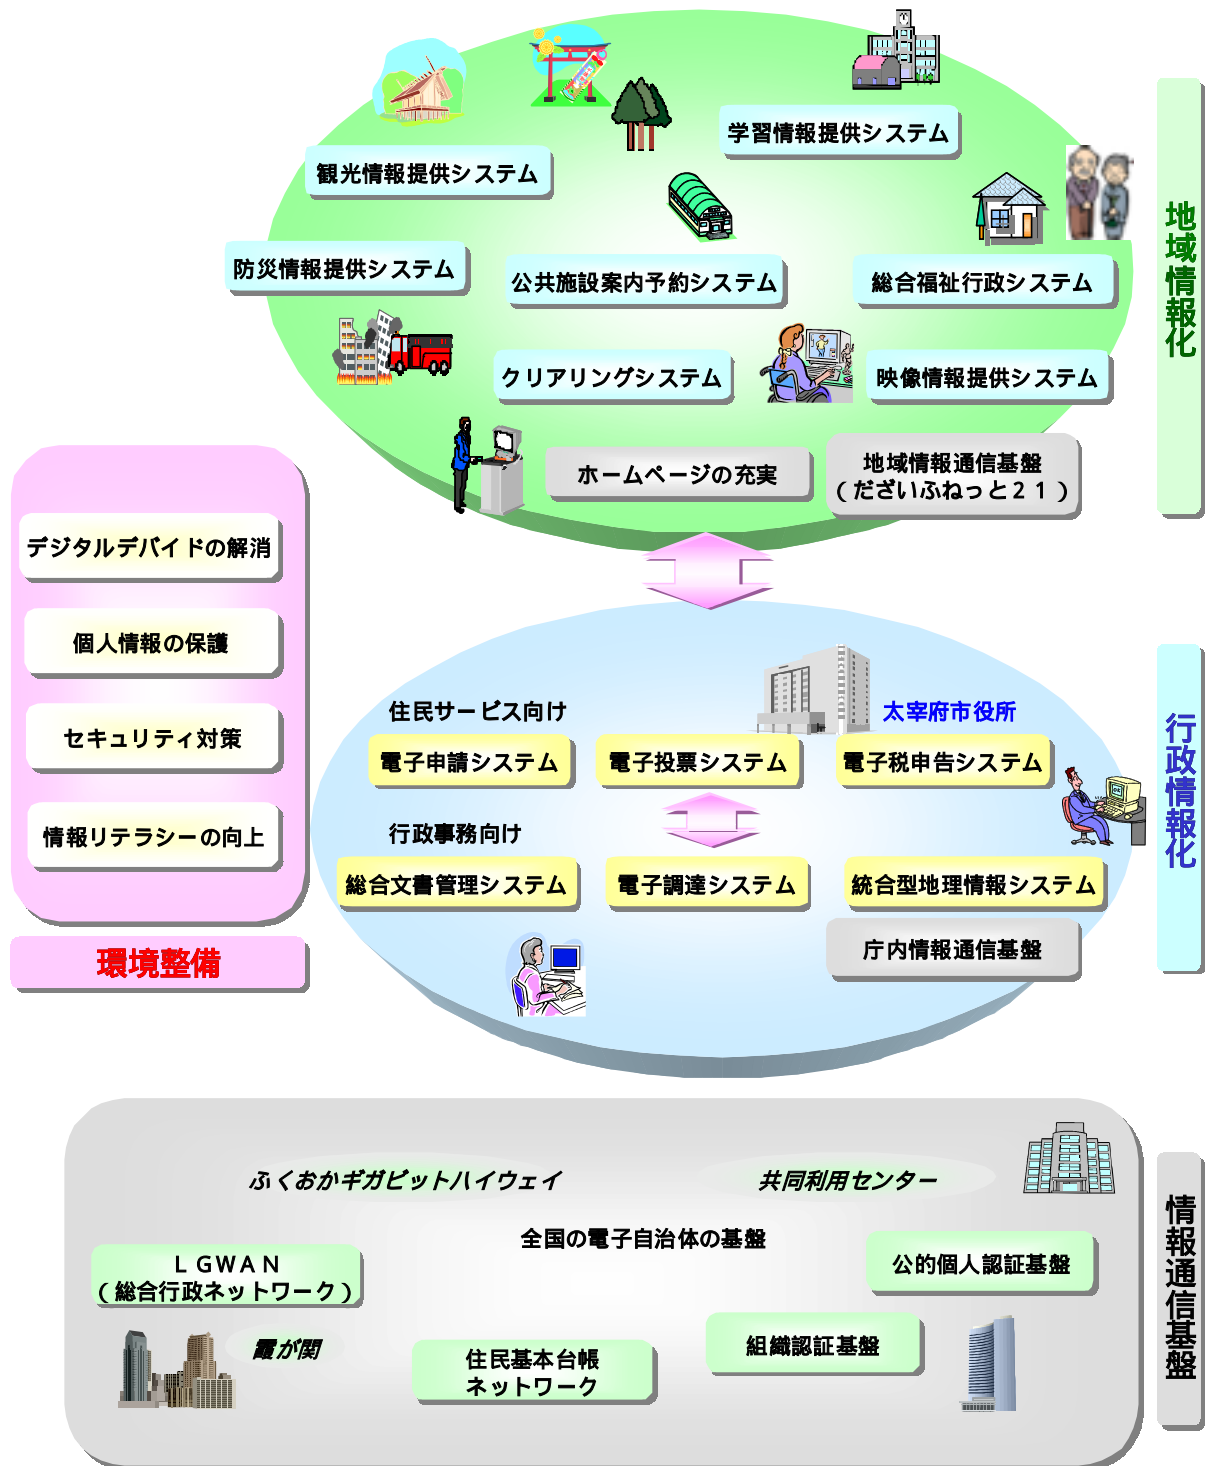 学習情報提供システム
観光情報提供システム
防災情報提供システム
公共施設案内予約システム
総合福祉行政システム
クリアリングシステム
映像情報提供システム
ホームページの充実
地域情報通信基盤
（だざいふねっと２１）
地域情報化
デジタルデバイドの解消
個人情報の保護
セキュリティ対策
情報リテラシーの向上
環境整備
住民サービス向け
太宰府市役所
電子申請システム
電子投票システム
電子税申告システム
行政事務向け
総合文書管理システム
電子調達システム
統合型地理情報システム
庁内情報通信基盤
行政情報化
ふくおかギガビットハイウェイ
共同利用センター
全国の電子自治体の基盤
ＬＧＷＡＮ
（総合行政ネットワーク）
公的個人認証基盤
霞が関
住民基本台帳
ネットワーク
組織認証基盤
情報通信基盤